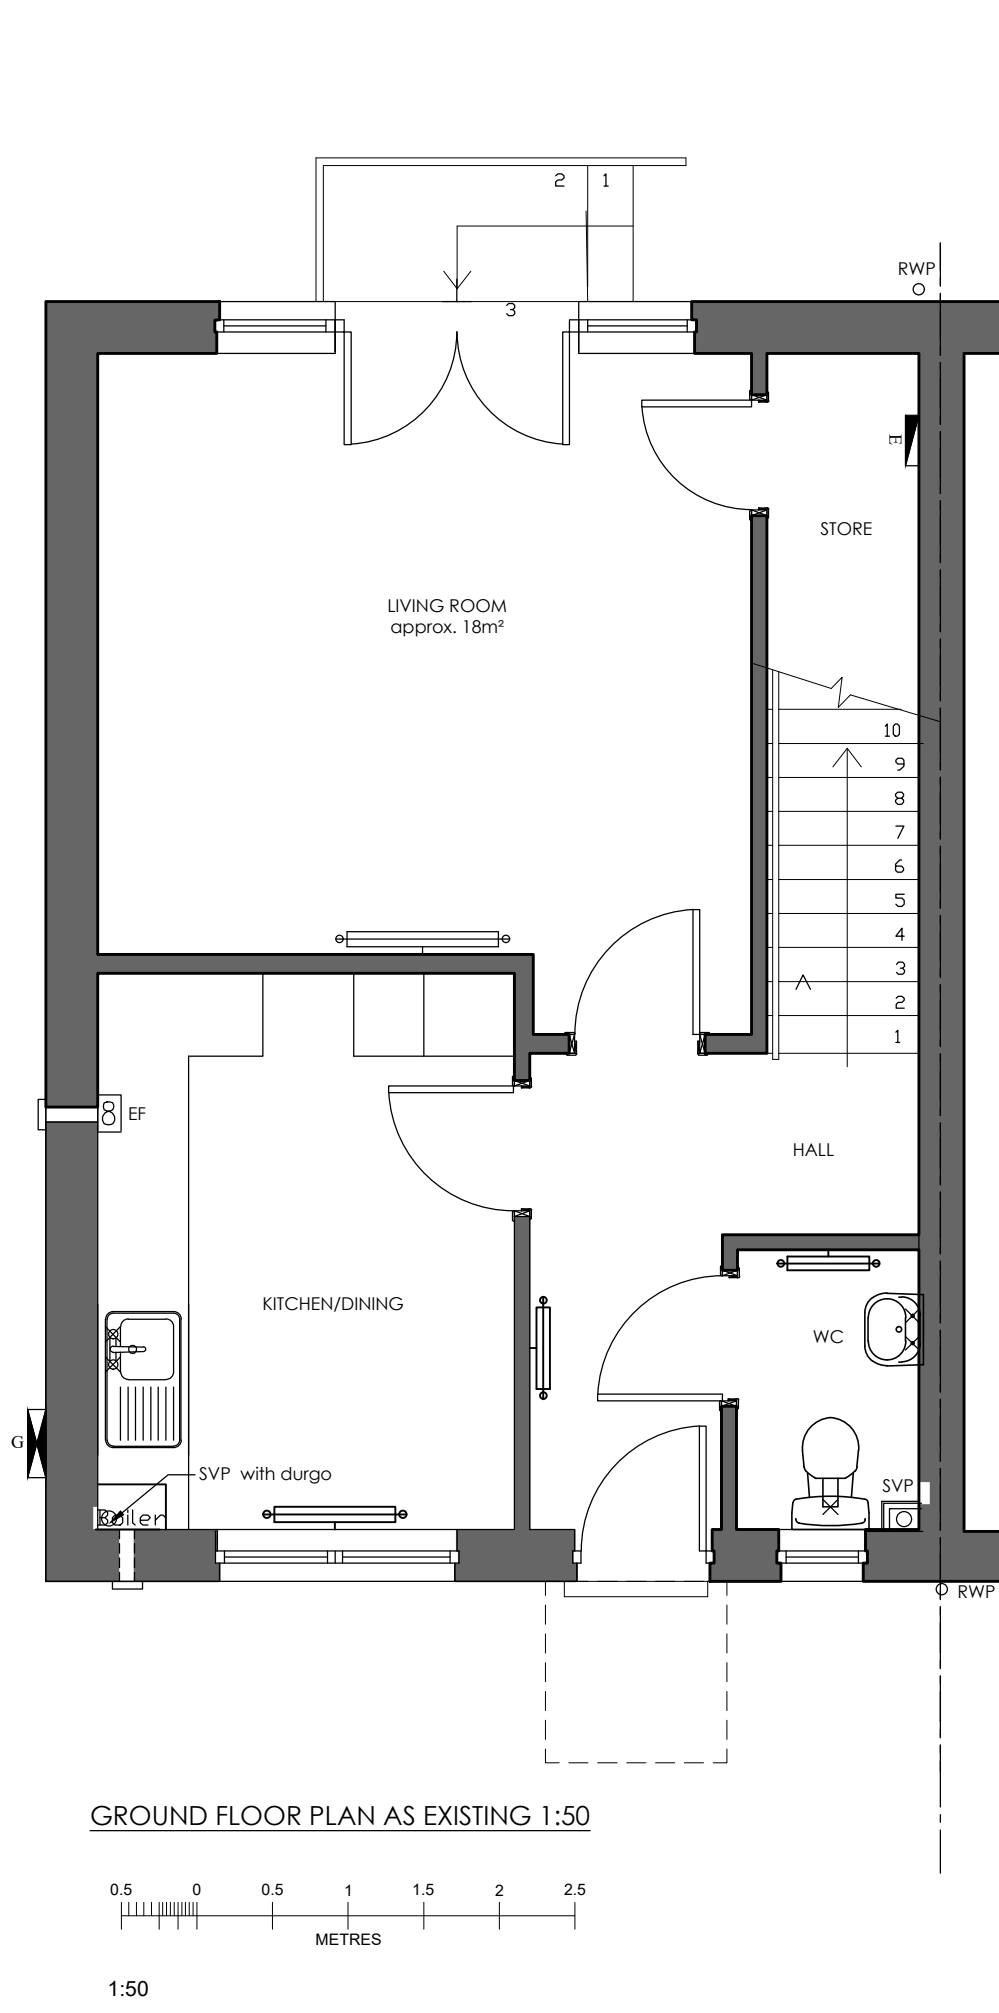 2 1
RWP
3
E
STORE
LIVING ROOM
approx. 18m²
10
9
8
7
6
5
4
3
2
1
EF
HALL
KITCHEN/DINING
WC
G
SVP with durgo
SVP
Boiler
RWP
GROUND FLOOR PLAN AS EXISTING 1:50
0.5 0 0.5 1 1.5 2 2.5
METRES
1:50